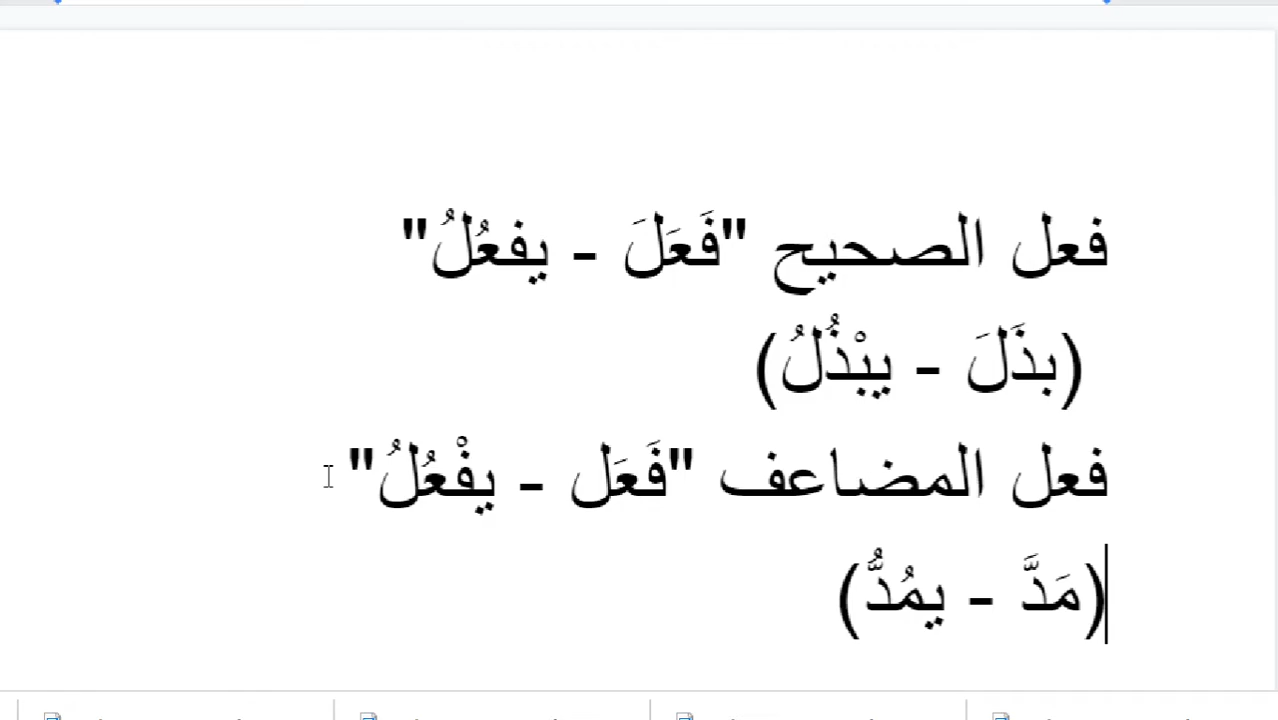 فعل الصحيح "فَعَلَ - يفعُلُ"
(بذَلَ - يبْذُلُ)
فعل المضاعف "فَعَل - يفْعُلُ"
(مَدَّ - يمُدُّ)